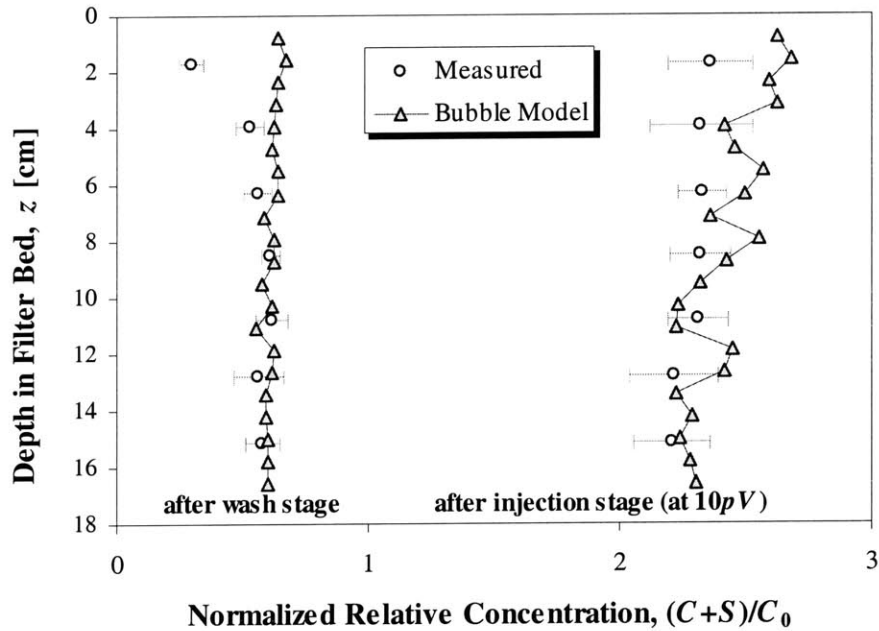 0
2
4
6
8
10
12
14
16
18
Depth in Filter Bed, z [cm]
Measured
Bubble Model
after wash stage
after injection stage (at 10pV)
0
1
2
3
Normalized Relative Concentration, (C+S)/C₀